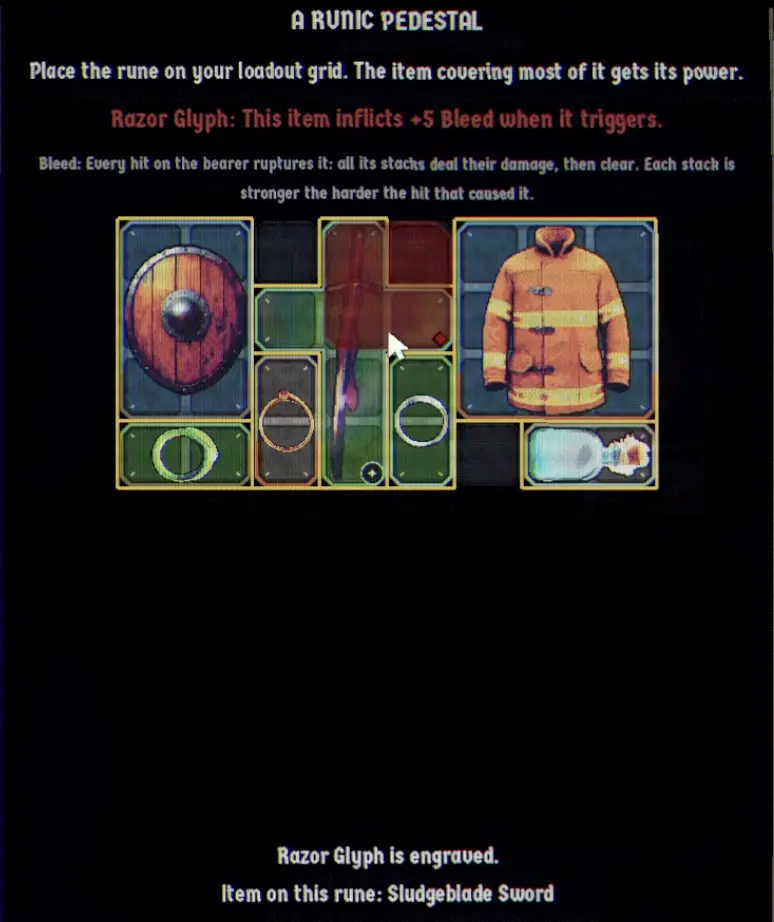 A RUNIC PEDESTAL
Place the rune on your loadout grid. The item covering most of it gets its power.
Razor Glyph: This item inflicts +5 Bleed when it triggers.
Bleed: Every hit on the bearer ruptures it: all its stacks deal their damage, then clear. Each stack is
stronger the harder the hit that caused it.
Razor Glyph is engraved.
Item on this rune: Sludgeblade Sword